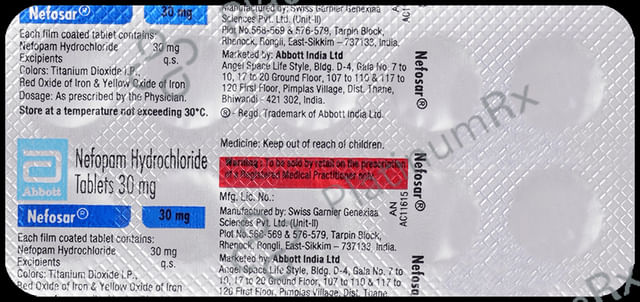 Nefosar® 30 mg
Each film coated tablet contains:
Nefopam Hydrochloride 30 mg
Excipients q.s.
Colors: Titanium Dioxide I.P.,
Red Oxide of Iron & Yellow Oxide of Iron
Dosage: As prescribed by the Physician.
Store at a temperature not exceeding 30°C.
Abbott
Nefopam Hydrochloride
Tablets 30 mg
Nefosar® 30 mg
Each film coated tablet contains:
Nefopam Hydrochloride 30 mg
Excipients q.s.
Colors: Titanium Dioxide I.P.,
Red Oxide of Iron & Yellow Oxide of Iron
Manufactured by: Swiss Garnier Genexiaa
Sciences Pvt. Ltd. (Unit-II)
Plot No.568-569 & 576-579, Tarpin Block,
Rhenock, Rongli, East-Sikkim – 737133, India.
Marketed by: Abbott India Ltd
Angel Space Life Style, Bldg. D-4, Gala No. 7 to
10, 17 to 20 Ground Floor, 107 to 110 & 117 to
120 First Floor, Pimplas Village, Dist. Thane,
Bhiwandi - 421 302, India.
® - Regd. Trademark of Abbott India Ltd.
Medicine: Keep out of reach of children.
Warning: To be sold by retail on the prescription
of a Registered Medical Practitioner only.
Mfg. Lic. No.:
Manufactured by: Swiss Garnier Genexiaa
Sciences Pvt. Ltd. (Unit-II)
Plot No.568-569 & 576-579, Tarpin Block,
Rhenock, Rongli, East-Sikkim – 737133, India.
Marketed by: Abbott India Ltd
Angel Space Life Style, Bldg. D-4, Gala No. 7 to
10, 17 to 20 Ground Floor, 107 to 110 & 117 to
120 First Floor, Pimplas Village, Dist. Thane
AC11615
Nefosar®
Nefosar®
AN
AC11615
Nefosar®
PlatinumRx